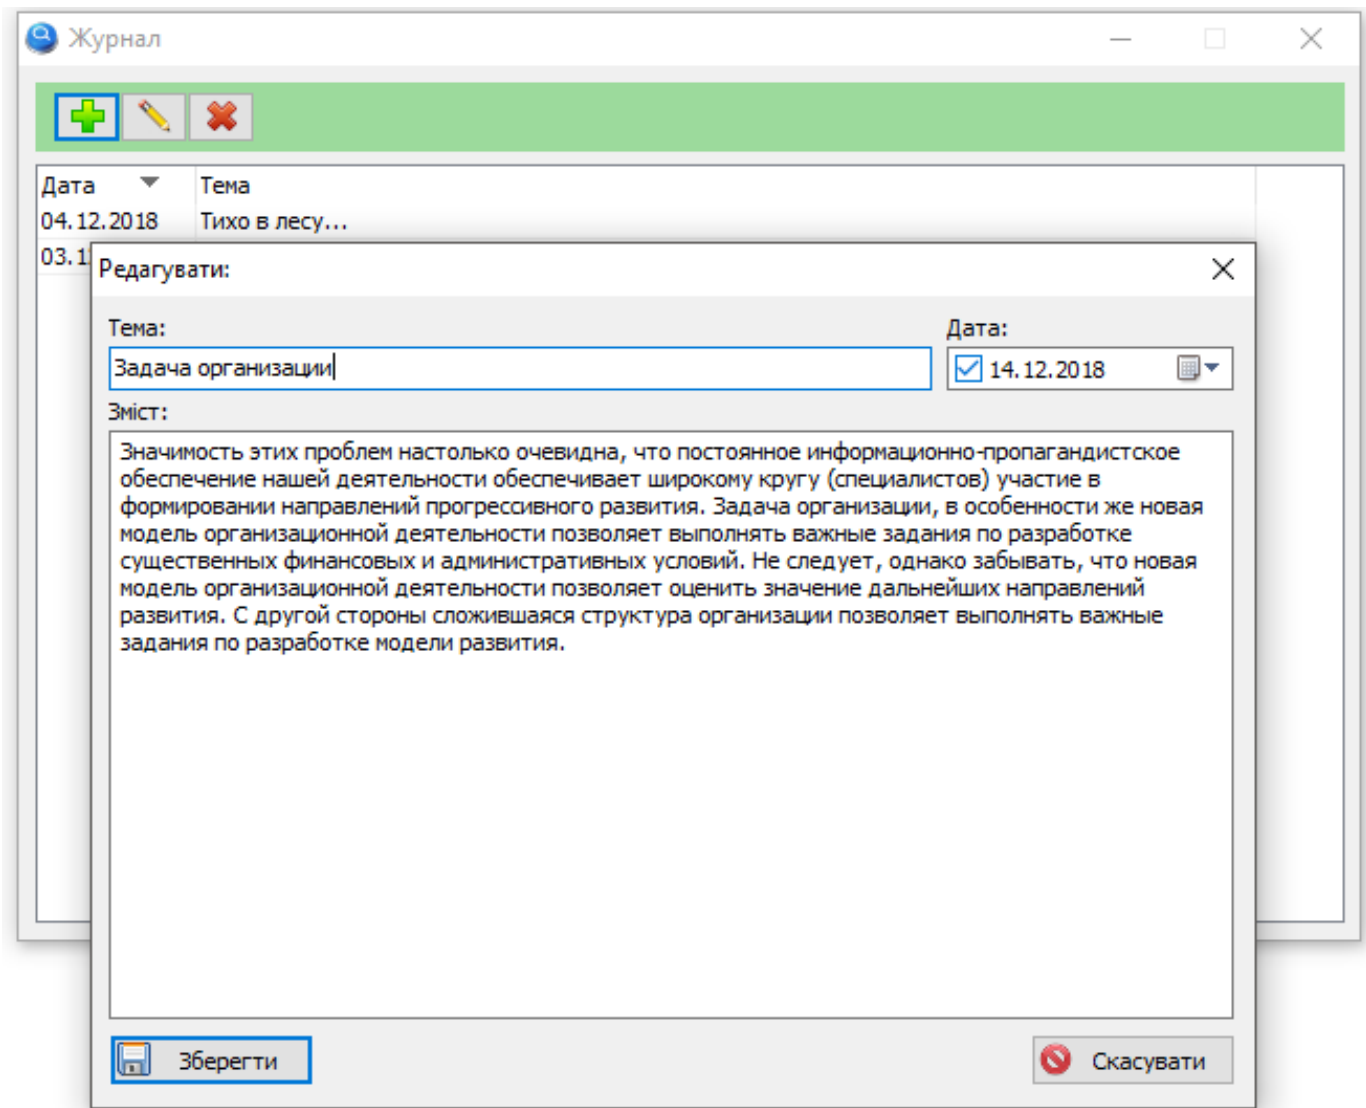 Журнал
Дата Тема
04.12.2018 Тихо в лесу...
03.1
Редагувати:
Тема: Дата:
Задача организации 14.12.2018
Зміст:
Значимость этих проблем настолько очевидна, что постоянное информационно-пропагандистское
обеспечение нашей деятельности обеспечивает широкому кругу (специалистов) участие в
формировании направлений прогрессивного развития. Задача организации, в особенности же новая
модель организационной деятельности позволяет выполнять важные задания по разработке
существенных финансовых и административных условий. Не следует, однако забывать, что новая
модель организационной деятельности позволяет оценить значение дальнейших направлений
развития. С другой стороны сложившаяся структура организации позволяет выполнять важные
задания по разработке модели развития.
Зберегти Скасувати